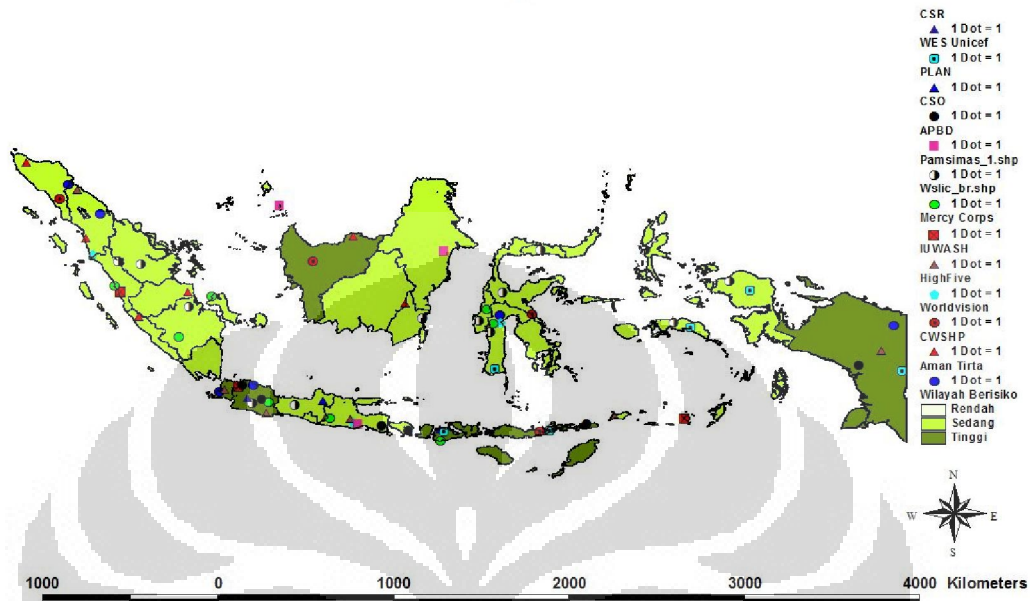 CSR
1 Dot = 1
WES Unicef
1 Dot = 1
PLAN
1 Dot = 1
CSO
1 Dot = 1
APBD
1 Dot = 1
Pamsimas_1.shp
1 Dot = 1
Wslic_br.shp
1 Dot = 1
Mercy Corps
1 Dot = 1
IUWASH
1 Dot = 1
HighFive
1 Dot = 1
Worldvision
1 Dot = 1
CWSHP
1 Dot = 1
Aman Tirta
1 Dot = 1
Wilayah Berisiko
Rendah
Sedang
Tinggi
N
W E
S
1000 0 1000 2000 3000 4000 Kilometers